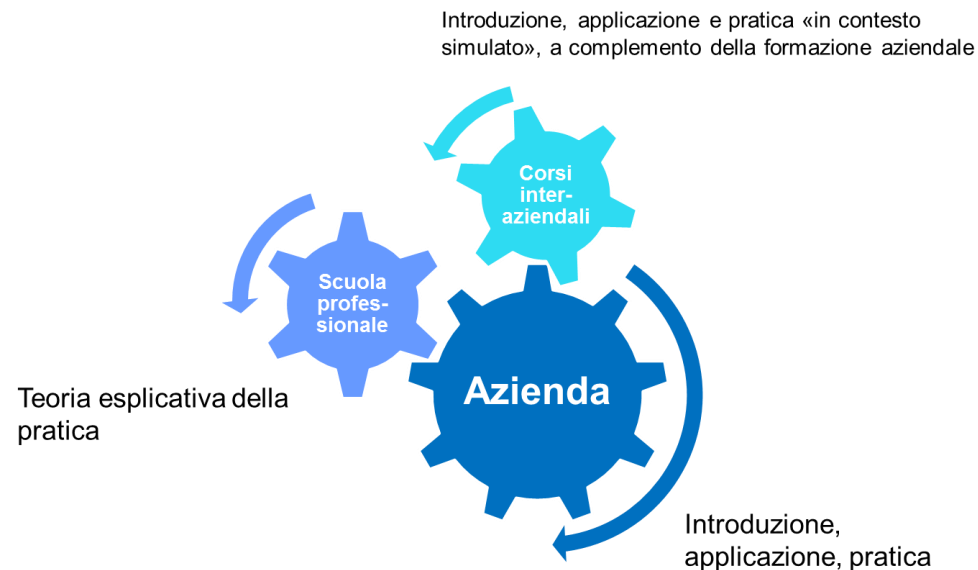 Introduzione, applicazione e pratica «in contesto
simulato», a complemento della formazione aziendale
Corsi
inter-
aziendali
Scuola
profes-
sionale
Azienda
Teoria esplicativa della
pratica
Introduzione,
applicazione, pratica